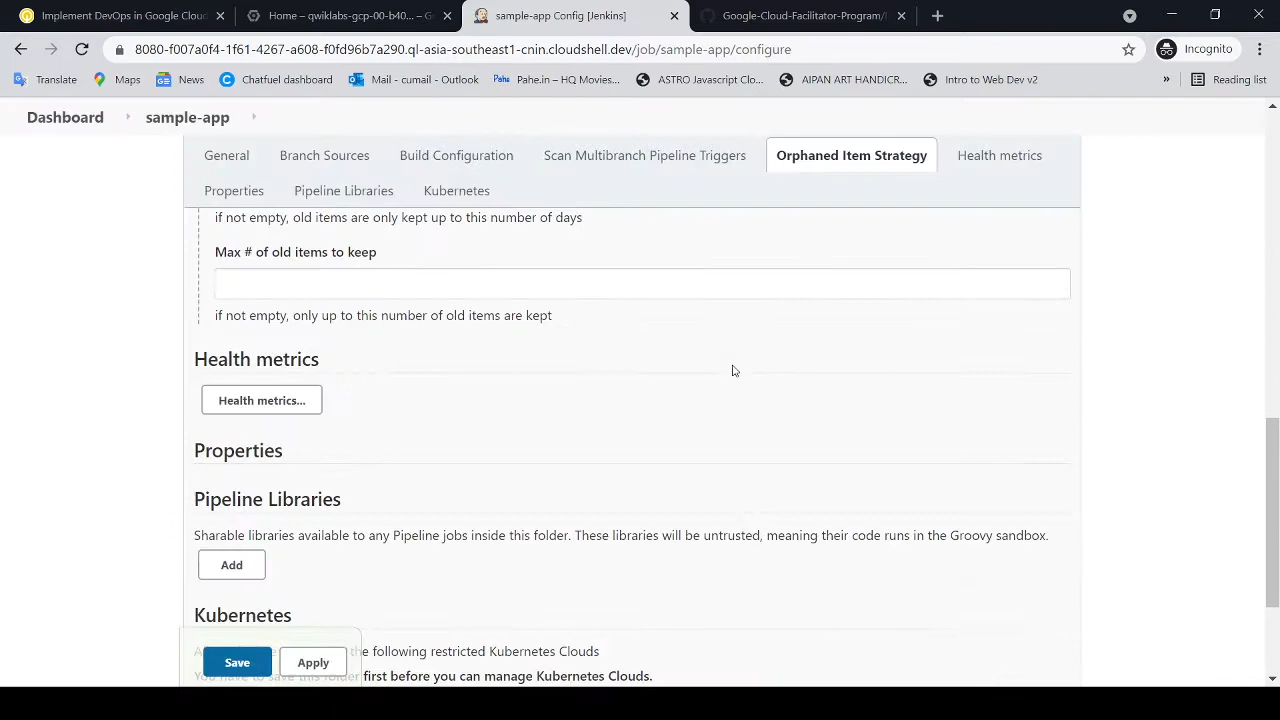 Implement DevOps in Google Cloud
Home – qwiklabs-gcp-00-b40... – G
sample-app Config [Jenkins]
Google-Cloud-Facilitator-Program/
8080-f007a0f4-1f61-4267-a608-f0fd96b7a290.ql-asia-southeast1-cnin.cloudshell.dev/job/sample-app/configure
Incognito
Translate
Maps
News
Chatfuel dashboard
Mail - cumail - Outlook
Pahe Pahe.in – HQ Movies...
ASTRO Javascript Clo...
AIPAN ART HANDICR...
Intro to Web Dev v2
»
Reading list
Dashboard
sample-app
General
Branch Sources
Build Configuration
Scan Multibranch Pipeline Triggers
Orphaned Item Strategy
Health metrics
Properties
Pipeline Libraries
Kubernetes
if not empty, old items are only kept up to this number of days
Max # of old items to keep
if not empty, only up to this number of old items are kept
Health metrics
Health metrics...
Properties
Pipeline Libraries
Sharable libraries available to any Pipeline jobs inside this folder. These libraries will be untrusted, meaning their code runs in the Groovy sandbox.
Add
Kubernetes
the following restricted Kubernetes Clouds
You have to save this folder first before you can manage Kubernetes Clouds.
Save
Apply